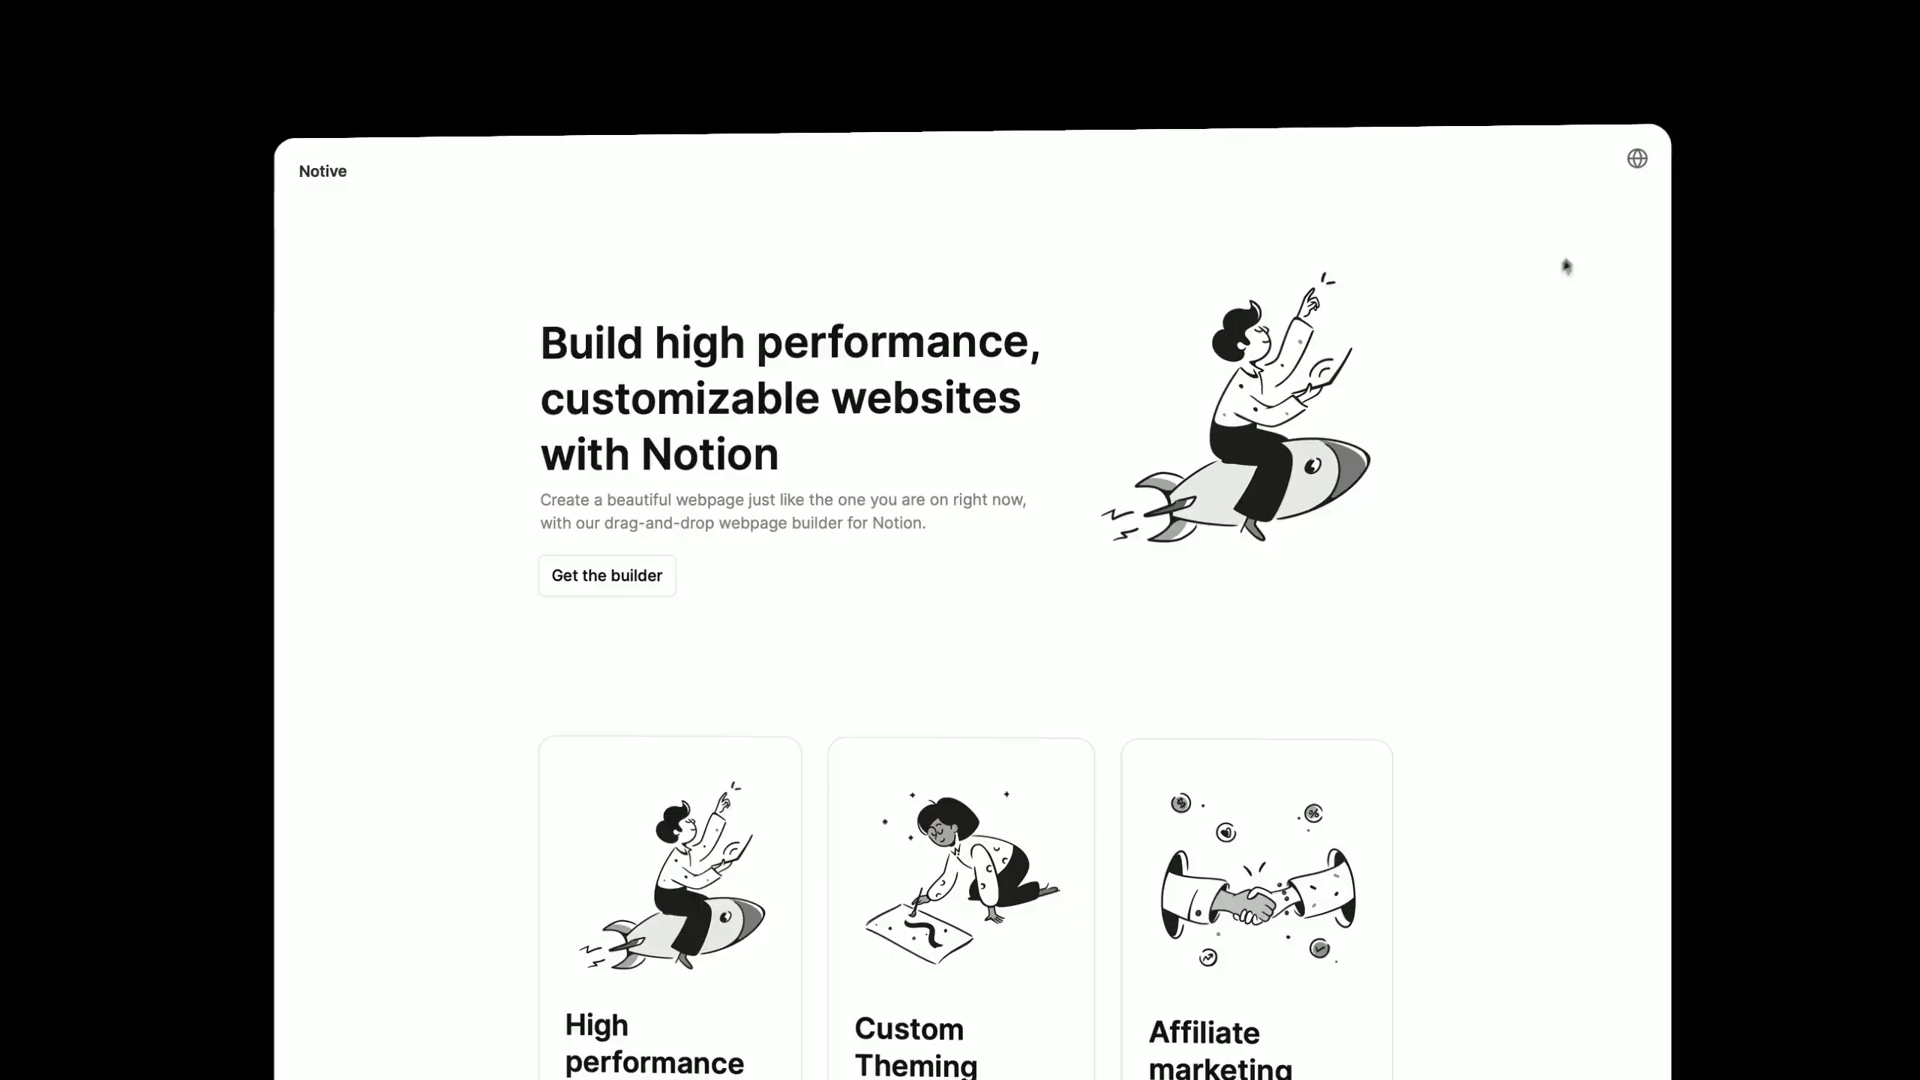 Notive
Build high performance,
customizable websites
with Notion
Create a beautiful webpage just like the one you are on right now,
with our drag-and-drop webpage builder for Notion.
Get the builder
High
performance
Custom
Theming
Affiliate
marketing